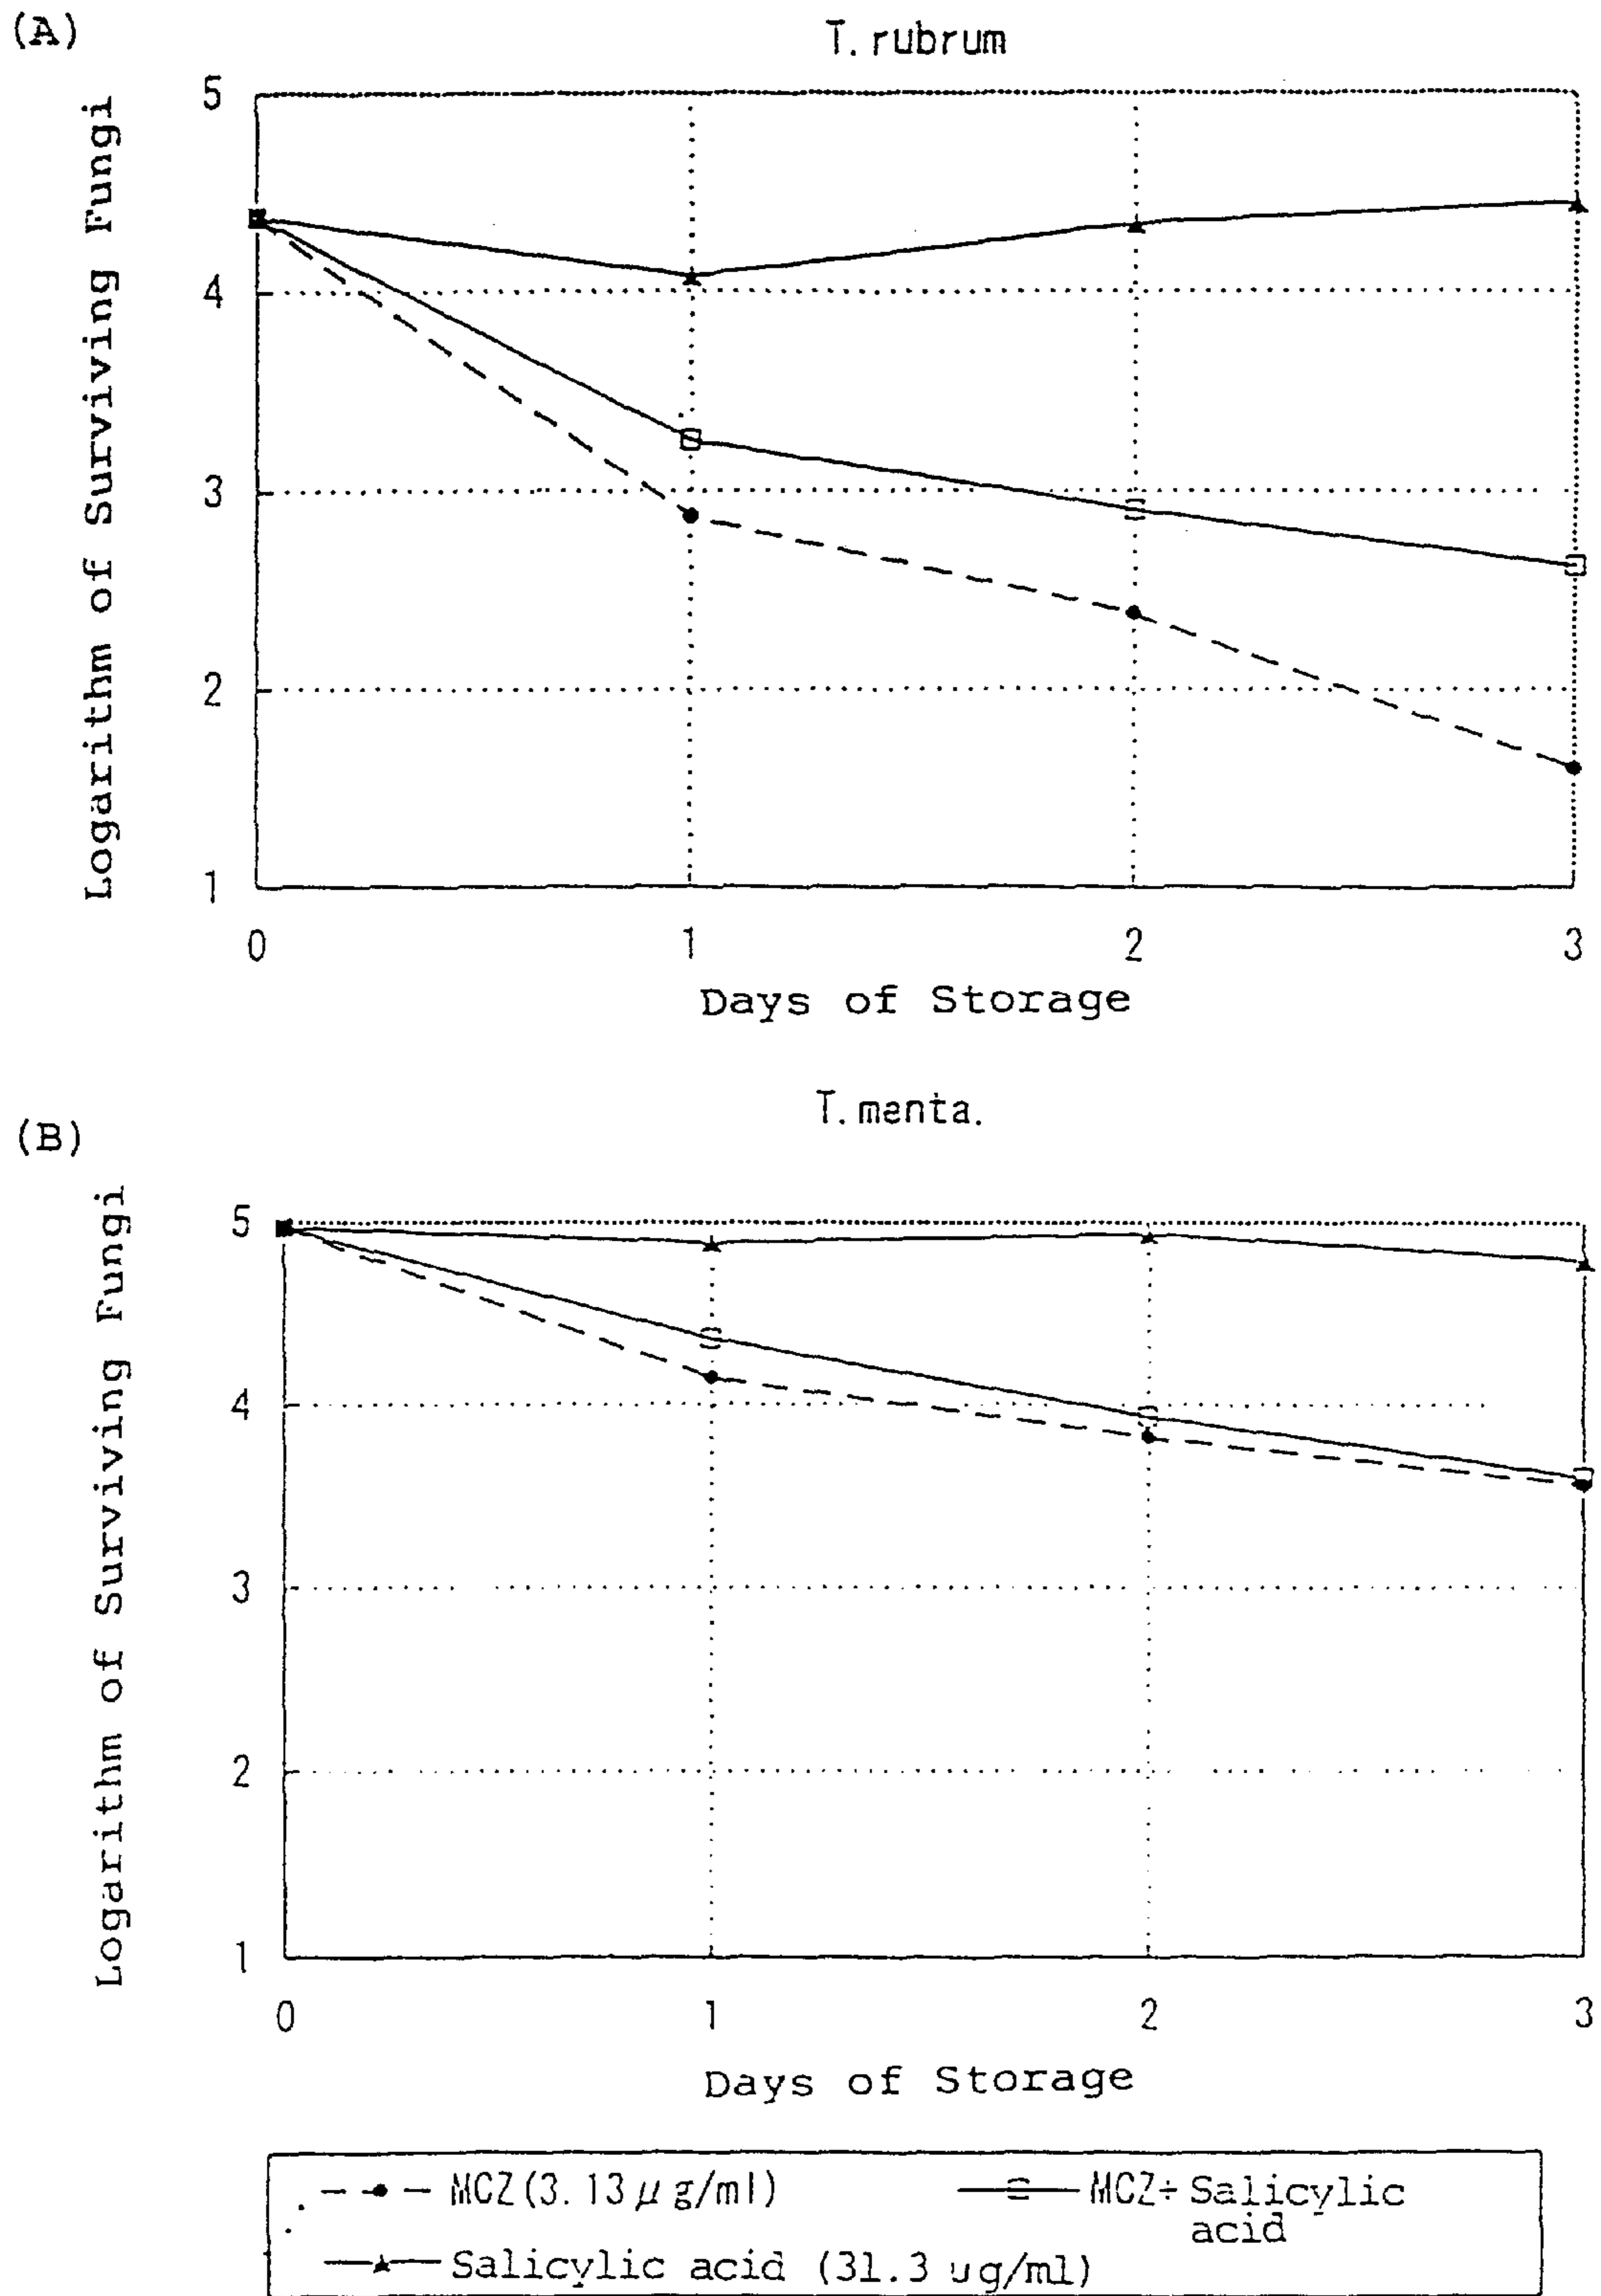 (A)
T. rubrum
Logarithm of Surviving Fungi
5
4
3
2
1
0 1 2 3
Days of Storage
T. menta.
(B)
Logarithm of Surviving Fungi
5
4
3
2
1
0 1 2 3
Days of Storage
MCZ (3.13 μg/ml)
MCZ÷ Salicylic
acid
Salicylic acid (31.3 ug/ml)